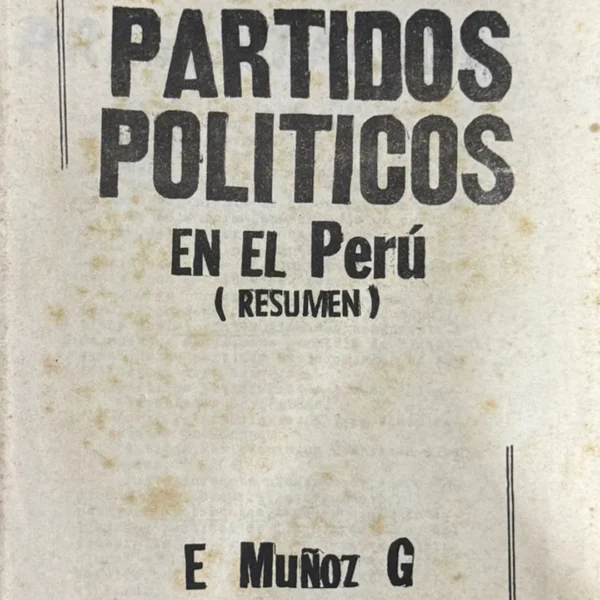 PARTIDOS
POLITICOS
EN EL Perú
( RESUMEN )
E MuÑoz G